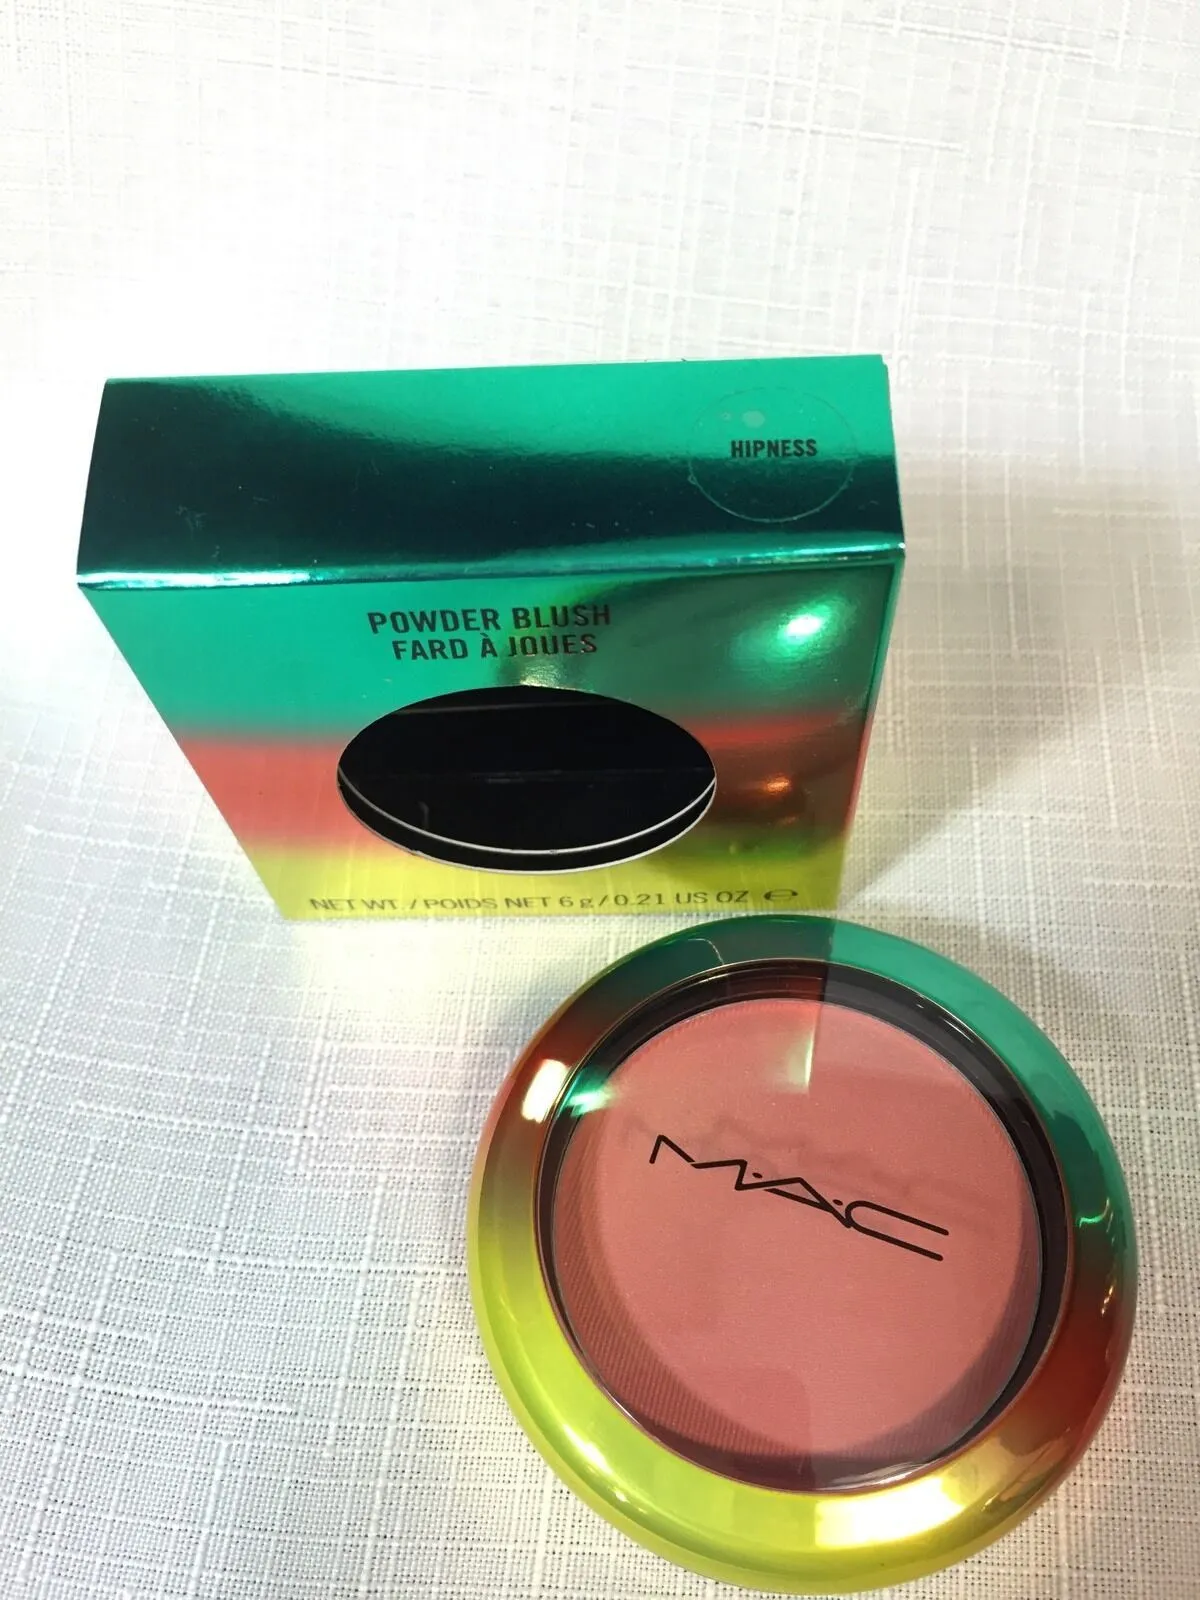 HIPNESS
POWDER BLUSH
FARD À JOUES
NET WT. / POIDS NET 6 g / 0.21 US OZ ℮
M·A·C